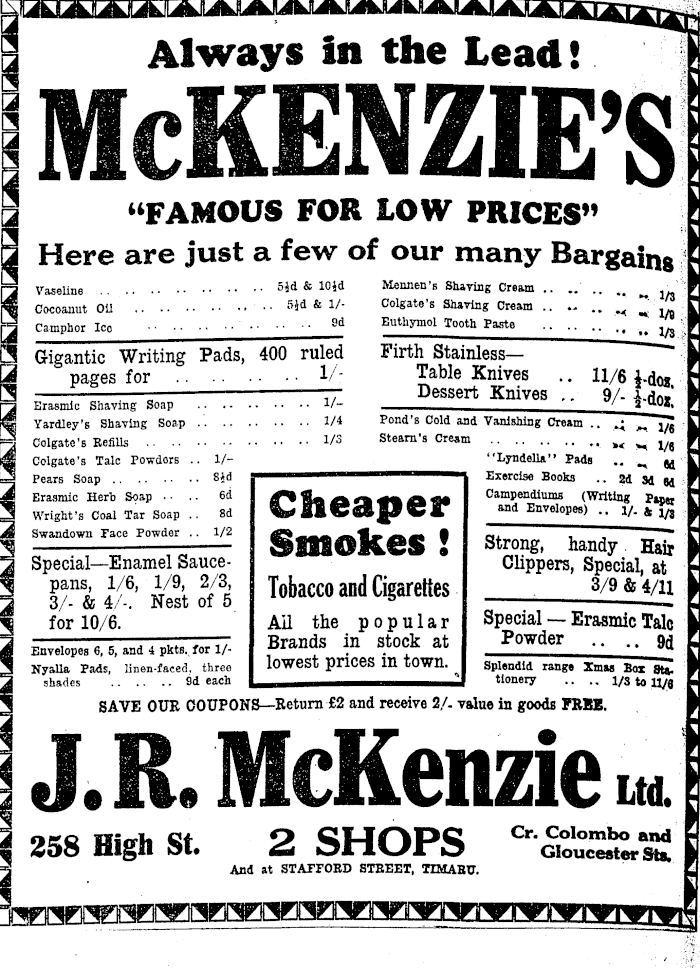 Always in the Lead!
McKENZIE'S
"FAMOUS FOR LOW PRICES"
Here are just a few of our many Bargains
Vaseline .. .. .. .. .. .. .. 5½d & 10½d
Cocoanut Oil .. .. .. .. .. .. 5½d & 1/-
Camphor Ice .. .. .. .. .. .. 9d
Gigantic Writing Pads, 400 ruled
pages for .. .. .. .. .. 1/-
Erasmic Shaving Soap .. .. .. .. .. 1/-
Yardley's Shaving Soap .. .. .. .. .. 1/4
Colgate's Refills .. .. .. .. .. .. .. 1/3
Colgate's Talc Powdors .. 1/-
Pears Soap .. .. .. .. 8½d
Erasmic Herb Soap .. .. 6d
Wright's Coal Tar Soap .. 8d
Swandown Face Powder .. 1/2
Special—Enamel Sauce-
pans, 1/6, 1/9, 2/3,
3/- & 4/-. Nest of 5
for 10/6.
Envelopes 6, 5, and 4 pkts. for 1/-
Nyalla Pads, linen-faced, three
shades .. .. .. .. 9d each
Cheaper
Smokes!
Tobacco and Cigarettes
All the popular
Brands in stock at
lowest prices in town.
Mennen's Shaving Cream .. .. .. .. .. 1/3
Colgate's Shaving Cream .. .. .. .. .. 1/9
Euthymol Tooth Paste .. .. .. .. .. 1/3
Firth Stainless—
Table Knives .. 11/6 ½-doz.
Dessert Knives .. 9/- ½-doz.
Pond's Cold and Vanishing Cream .. .. .. 1/6
Stearn's Cream .. .. .. .. .. .. .. 1/6
"Lyndella" Pads .. .. 6d
Exercise Books .. 2d 3d 6d
Campendiums (Writing Paper
and Envelopes) .. 1/- & 1/3
Strong, handy Hair
Clippers, Special, at
3/9 & 4/11
Special — Erasmic Talc
Powder .. .. 9d
Splendid range Xmas Box Sta-
tionery .. .. 1/3 to 11/6
SAVE OUR COUPONS—Return £2 and receive 2/- value in goods FREE.
J. R. McKenzie Ltd.
258 High St.
2 SHOPS
Cr. Colombo and
Gloucester Sts.
And at STAFFORD STREET, TIMARU.